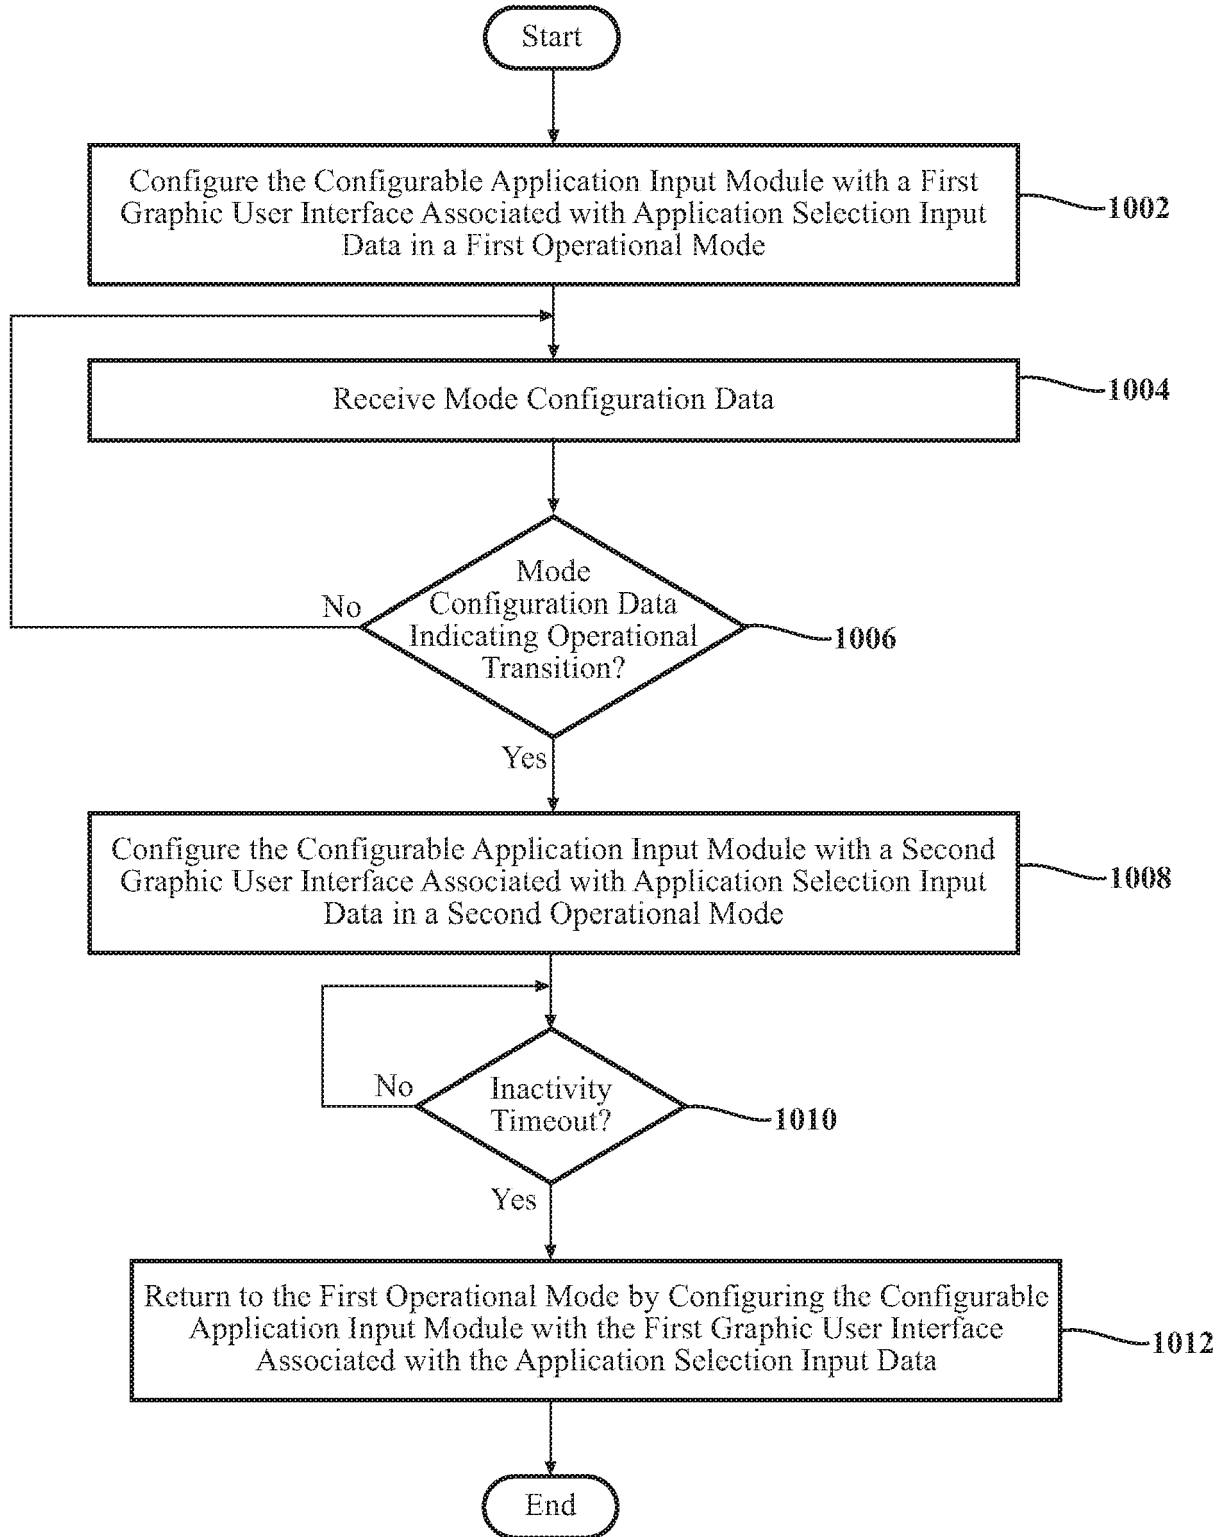 Start
Configure the Configurable Application Input Module with a First
Graphic User Interface Associated with Application Selection Input
Data in a First Operational Mode
1002
Receive Mode Configuration Data
1004
Mode
Configuration Data
Indicating Operational
Transition?
No
1006
Yes
Configure the Configurable Application Input Module with a Second
Graphic User Interface Associated with Application Selection Input
Data in a Second Operational Mode
1008
No
Inactivity
Timeout?
1010
Yes
Return to the First Operational Mode by Configuring the Configurable
Application Input Module with the First Graphic User Interface
Associated with the Application Selection Input Data
1012
End